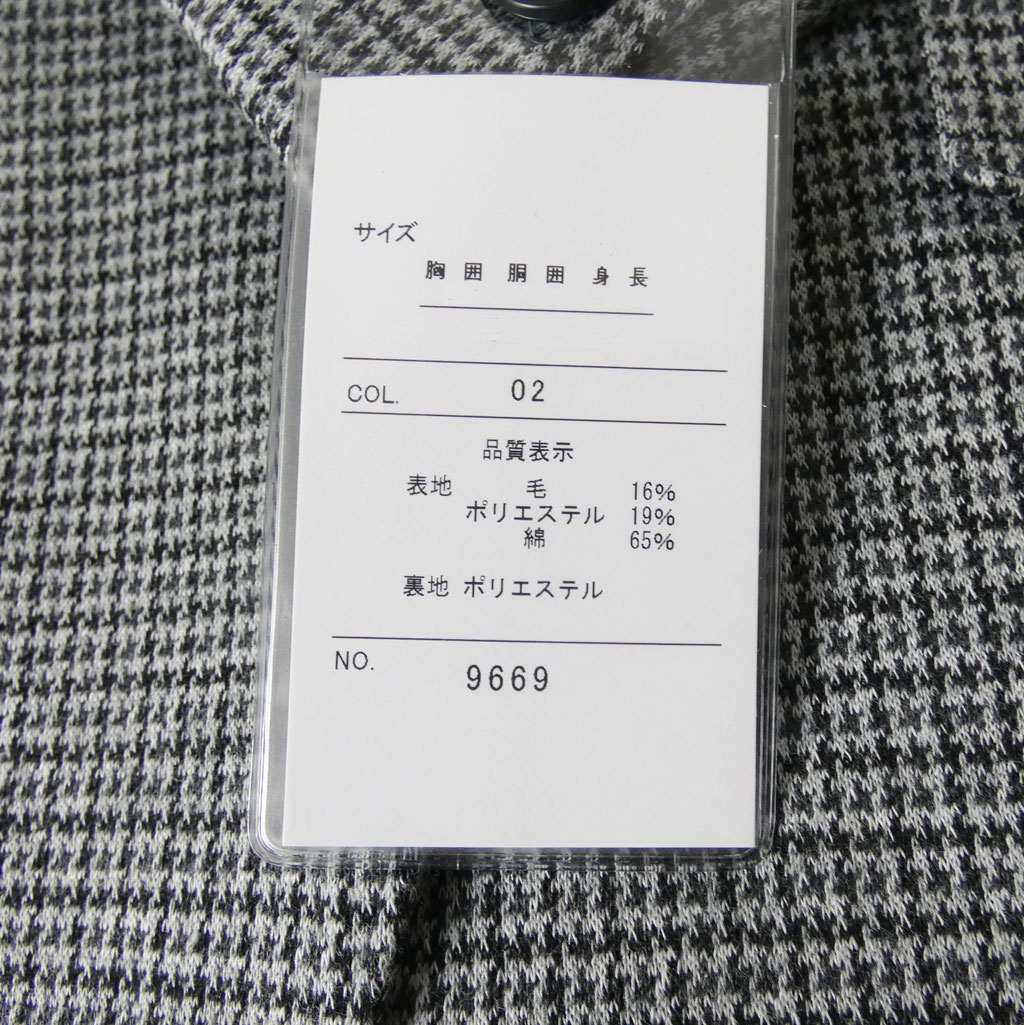 サイズ
胸囲 胴囲 身長
COL. 02
品質表示
表地 毛 16%
ポリエステル 19%
綿 65%
裏地 ポリエステル
NO. 9669